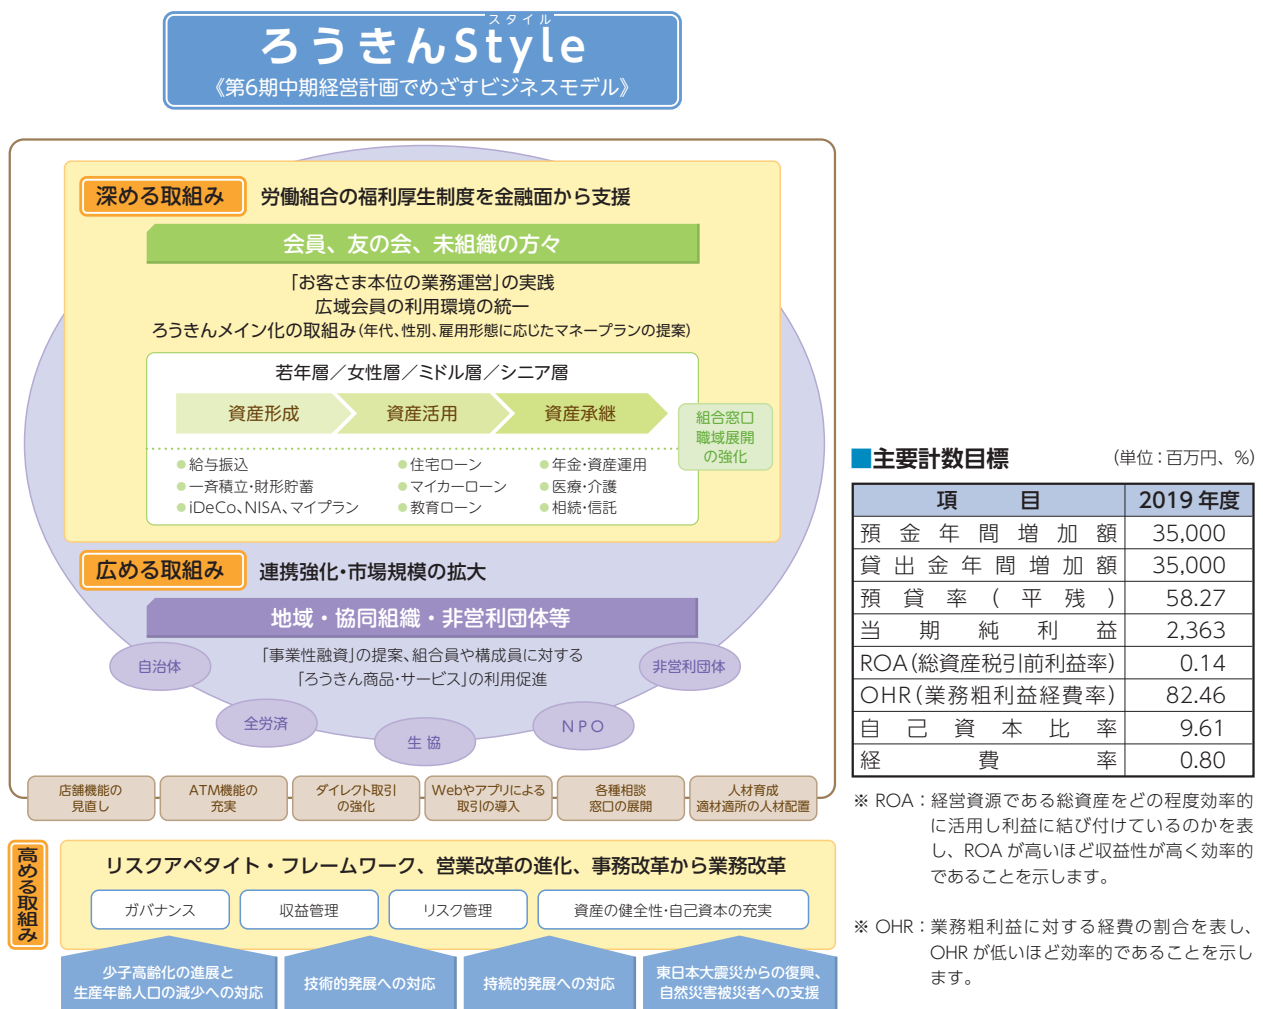 スタイル
ろうきんStyle
《第6期中期経営計画でめざすビジネスモデル》
深める取組み
労働組合の福利厚生制度を金融面から支援
会員、友の会、未組織の方々
「お客さま本位の業務運営」の実践
広域会員の利用環境の統一
ろうきんメイン化の取組み(年代、性別、雇用形態に応じたマネープランの提案)
若年層／女性層／ミドル層／シニア層
資産形成
資産活用
資産承継
組合窓口
職域展開
の強化
●給与振込
●一斉積立・財形貯蓄
●iDeCo、NISA、マイプラン
●住宅ローン
●マイカーローン
●教育ローン
●年金・資産運用
●医療・介護
●相続・信託
広める取組み
連携強化・市場規模の拡大
地域・協同組織・非営利団体等
「事業性融資」の提案、組合員や構成員に対する
「ろうきん商品・サービス」の利用促進
自治体
全労済
生協
NPO
非営利団体
店舗機能の
見直し
ATM機能の
充実
ダイレクト取引
の強化
Webやアプリによる
取引の導入
各種相談
窓口の展開
人材育成
適材適所の人材配置
高める取組み
リスクアペタイト・フレームワーク、営業改革の進化、事務改革から業務改革
ガバナンス
収益管理
リスク管理
資産の健全性・自己資本の充実
少子高齢化の進展と
生産年齢人口の減少への対応
技術的発展への対応
持続的発展への対応
東日本大震災からの復興、
自然災害被災者への支援
■主要計数目標
(単位：百万円、%)
項目 2019年度
預金年間増加額 35,000
貸出金年間増加額 35,000
預貸率(平残) 58.27
当期純利益 2,363
ROA(総資産税引前利益率) 0.14
OHR(業務粗利益経費率) 82.46
自己資本比率 9.61
経費率 0.80
※ ROA：経営資源である総資産をどの程度効率的
に活用し利益に結び付けているのかを表
し、ROAが高いほど収益性が高く効率的
であることを示します。
※ OHR：業務粗利益に対する経費の割合を表し、
OHRが低いほど効率的であることを示し
ます。